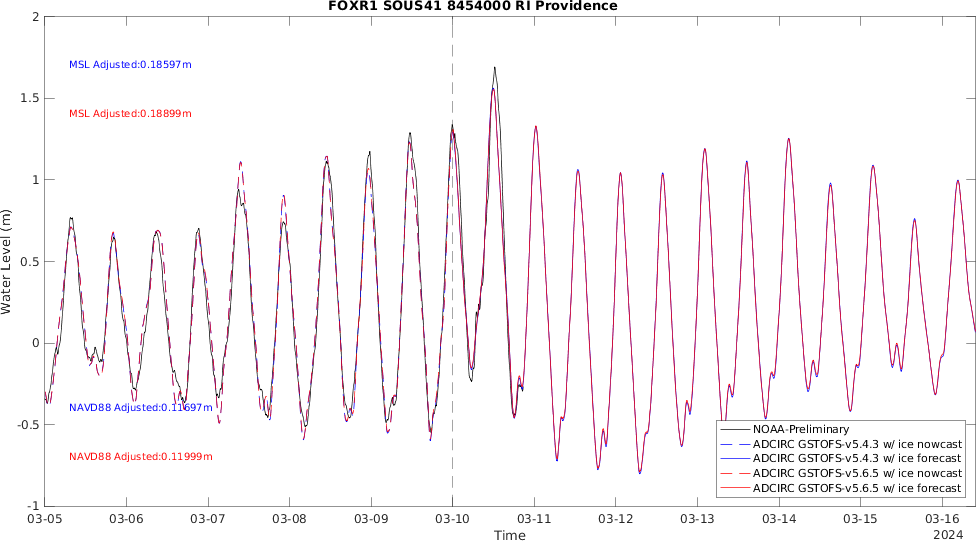 FOXR1 SOUS41 8454000 RI Providence
2
MSL Adjusted:0.18597m
1.5
MSL Adjusted:0.18899m
1
0.5
Water Level (m)
0
NAVD88 Adjusted:0.11697m
-0.5
NAVD88 Adjusted:0.11999m
-1
NOAA-Preliminary
ADCIRC GSTOFS-v5.4.3 w/ ice nowcast
ADCIRC GSTOFS-v5.4.3 w/ ice forecast
ADCIRC GSTOFS-v5.6.5 w/ ice nowcast
ADCIRC GSTOFS-v5.6.5 w/ ice forecast
03-05 03-06 03-07 03-08 03-09 03-10 03-11 03-12 03-13 03-14 03-15 03-16
Time
2024